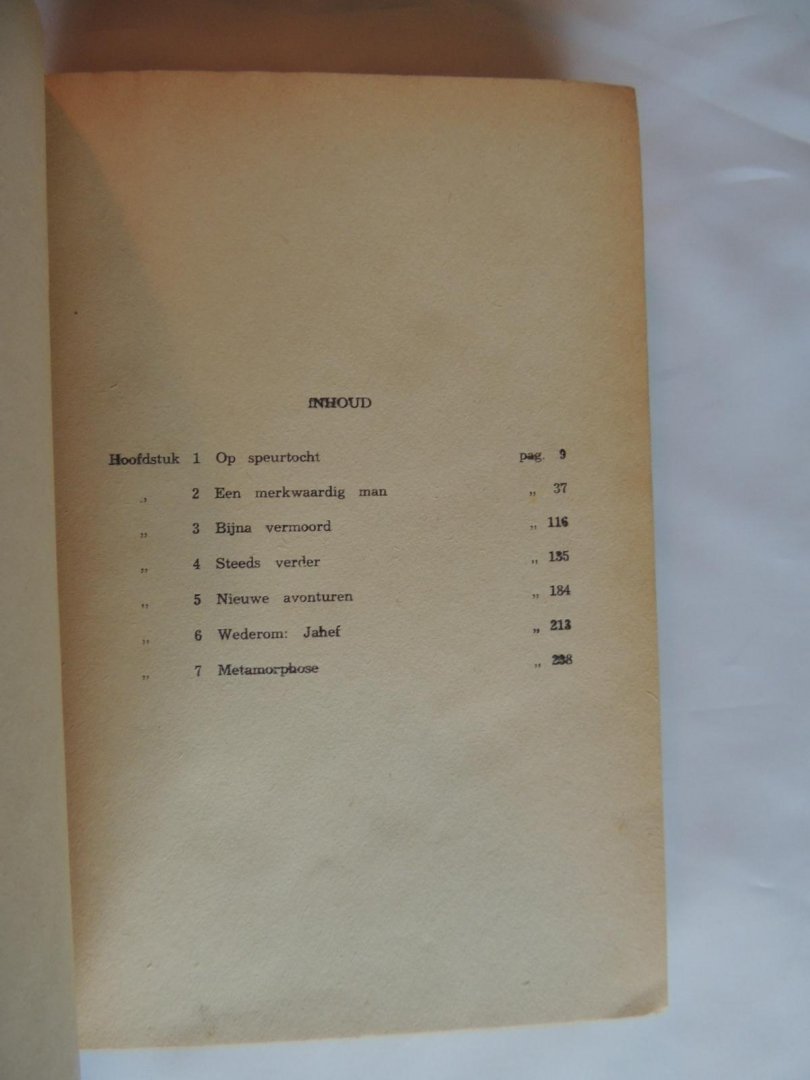 INHOUD
Hoofdstuk 1 Op speurtocht pag. 9
„ 2 Een merkwaardig man „ 37
„ 3 Bijna vermoord „ 116
„ 4 Steeds verder „ 135
„ 5 Nieuwe avonturen „ 184
„ 6 Wederom: Jahef „ 213
„ 7 Metamorphose „